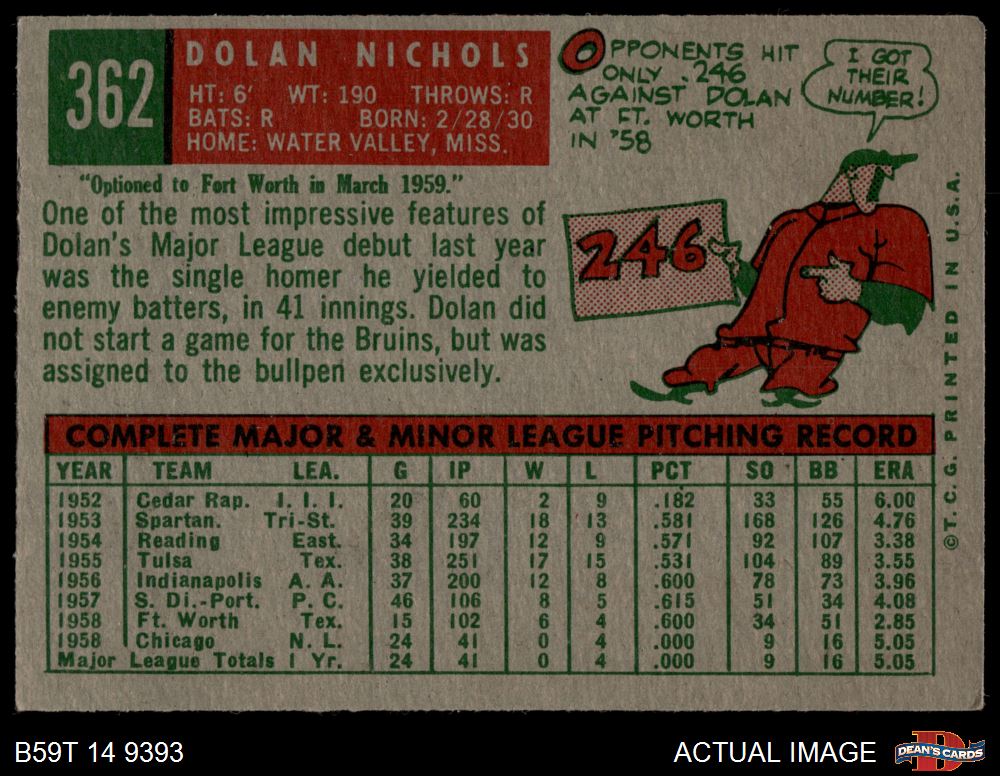 362
DOLAN NICHOLS
HT: 6' WT: 190 THROWS: R
BATS: R BORN: 2/28/30
HOME: WATER VALLEY, MISS.
"Optioned to Fort Worth in March 1959."
One of the most impressive features of
Dolan's Major League debut last year
was the single homer he yielded to
enemy batters, in 41 innings. Dolan did
not start a game for the Bruins, but was
assigned to the bullpen exclusively.
OPPONENTS HIT
ONLY .246
AGAINST DOLAN
AT FT. WORTH
IN '58
I GOT
THEIR
NUMBER!
246
©T.C.G. PRINTED IN U.S.A.
COMPLETE MAJOR & MINOR LEAGUE PITCHING RECORD
YEAR TEAM LEA. G IP W L PCT SO BB ERA
1952 Cedar Rap. I. I. I. 20 60 2 9 .182 33 55 6.00
1953 Spartan. Tri-St. 39 234 18 13 .581 168 126 4.76
1954 Reading East. 34 197 12 9 .571 92 107 3.38
1955 Tulsa Tex. 38 251 17 15 .531 104 89 3.55
1956 Indianapolis A. A. 37 200 12 8 .600 78 73 3.96
1957 S. Di.-Port. P. C. 46 106 8 5 .615 51 34 4.08
1958 Ft. Worth Tex. 15 102 6 4 .600 34 51 2.85
1958 Chicago N. L. 24 41 0 4 .000 9 16 5.05
Major League Totals 1 Yr. 24 41 0 4 .000 9 16 5.05
B59T 14 9393
ACTUAL IMAGE
DEAN'S CARDS